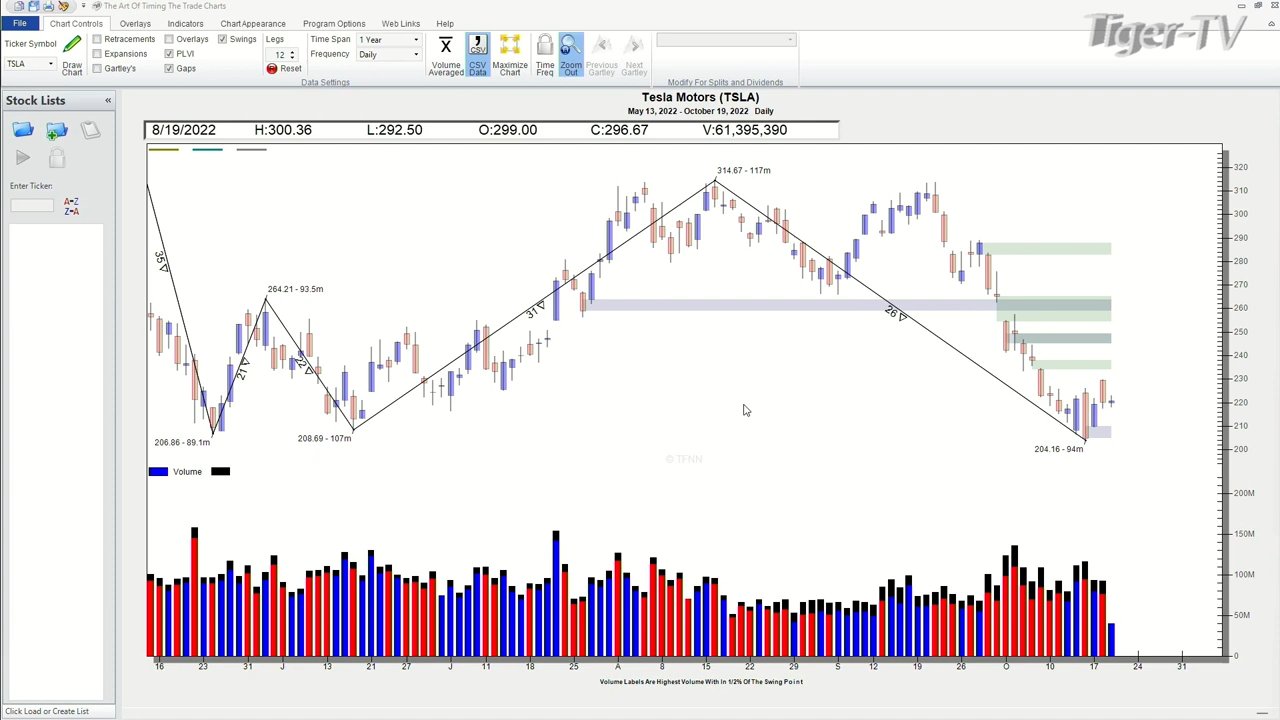 The Art Of Timing The Trade Charts
Tiger-TV
File
Chart Controls
Overlays
Indicators
Chart Appearance
Program Options
Web Links
Help
Ticker Symbol
TSLA
Draw
Chart
Retracements
Expansions
Gartley's
Overlays
PLVI
Gaps
Swings
Legs
12
Reset
Time Span
1 Year
Frequency
Daily
Volume
Averaged
CSV
CSV
Data
Maximize
Chart
Time
Freq
Zoom
Out
Previous
Gartley
Next
Gartley
Data Settings
Modify For Splits and Dividends
Stock Lists
«
Enter Ticker:
A=Z
Z=A
Click Load or Create List
Tesla Motors (TSLA)
May 13, 2022 - October 19, 2022 Daily
8/19/2022 H:300.36 L:292.50 O:299.00 C:296.67 V:61,395,390
314.67 - 117m
35
264.21 - 93.5m
31
26
21
22
206.86 - 89.1m
208.69 - 107m
204.16 - 94m
© TFNN
320
310
300
290
280
270
260
250
240
230
220
210
200
Volume
200M
150M
100M
50M
0
16 23 31 J 13 21 27 J 11 18 25 A 8 15 22 29 S 12 19 26 O 10 17 24 31
Volume Labels Are Highest Volume With In 1/2% Of The Swing Point